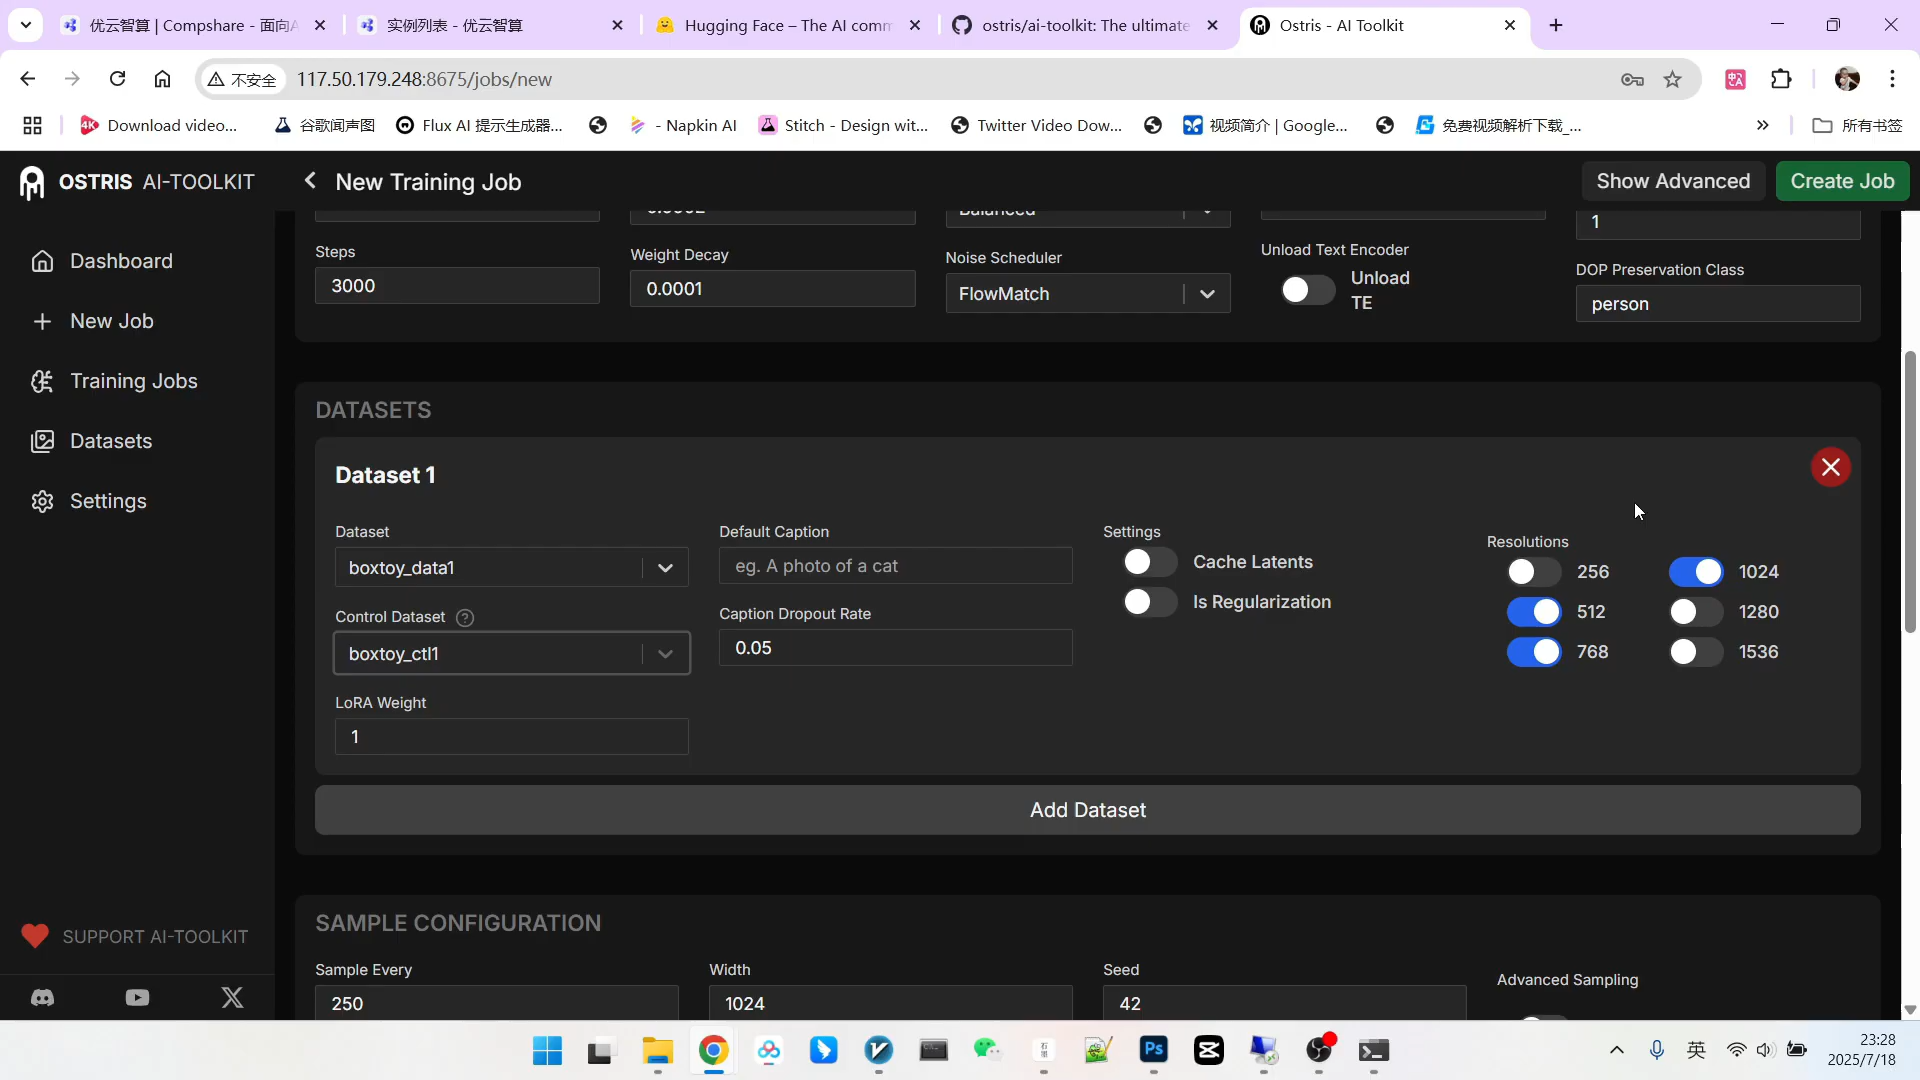 优云智算 | Compshare - 面向A
实例列表 - 优云智算
Hugging Face – The AI comm
ostris/ai-toolkit: The ultimate
Ostris - AI Toolkit
不安全
117.50.179.248:8675/jobs/new
Download video...
谷歌闻声图
Flux AI 提示生成器...
- Napkin AI
Stitch - Design wit...
Twitter Video Dow...
视频简介 | Google...
免费视频解析下载_...
所有书签
OSTRIS AI-TOOLKIT
New Training Job
Show Advanced
Create Job
Balanced
1
Dashboard
New Job
Training Jobs
Datasets
Settings
Steps
3000
Weight Decay
0.0001
Noise Scheduler
FlowMatch
Unload Text Encoder
Unload
TE
DOP Preservation Class
person
DATASETS
Dataset 1
Dataset
boxtoy_data1
Control Dataset ?
boxtoy_ctl1
LoRA Weight
1
Default Caption
eg. A photo of a cat
Caption Dropout Rate
0.05
Settings
Cache Latents
Is Regularization
Resolutions
256
1024
512
1280
768
1536
Add Dataset
SAMPLE CONFIGURATION
Sample Every
250
Width
1024
Seed
42
Advanced Sampling
SUPPORT AI-TOOLKIT
英
23:28
2025/7/18